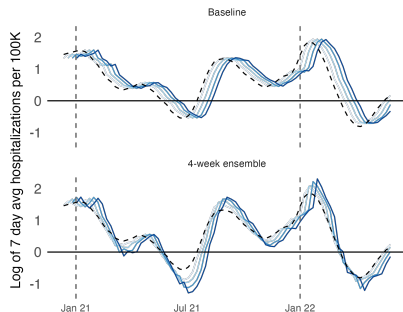 Baseline
Log of 7 day avg hospitalizations per 100K
2
1
0
-1
4-week ensemble
2
1
0
-1
Jan 21 Jul 21 Jan 22